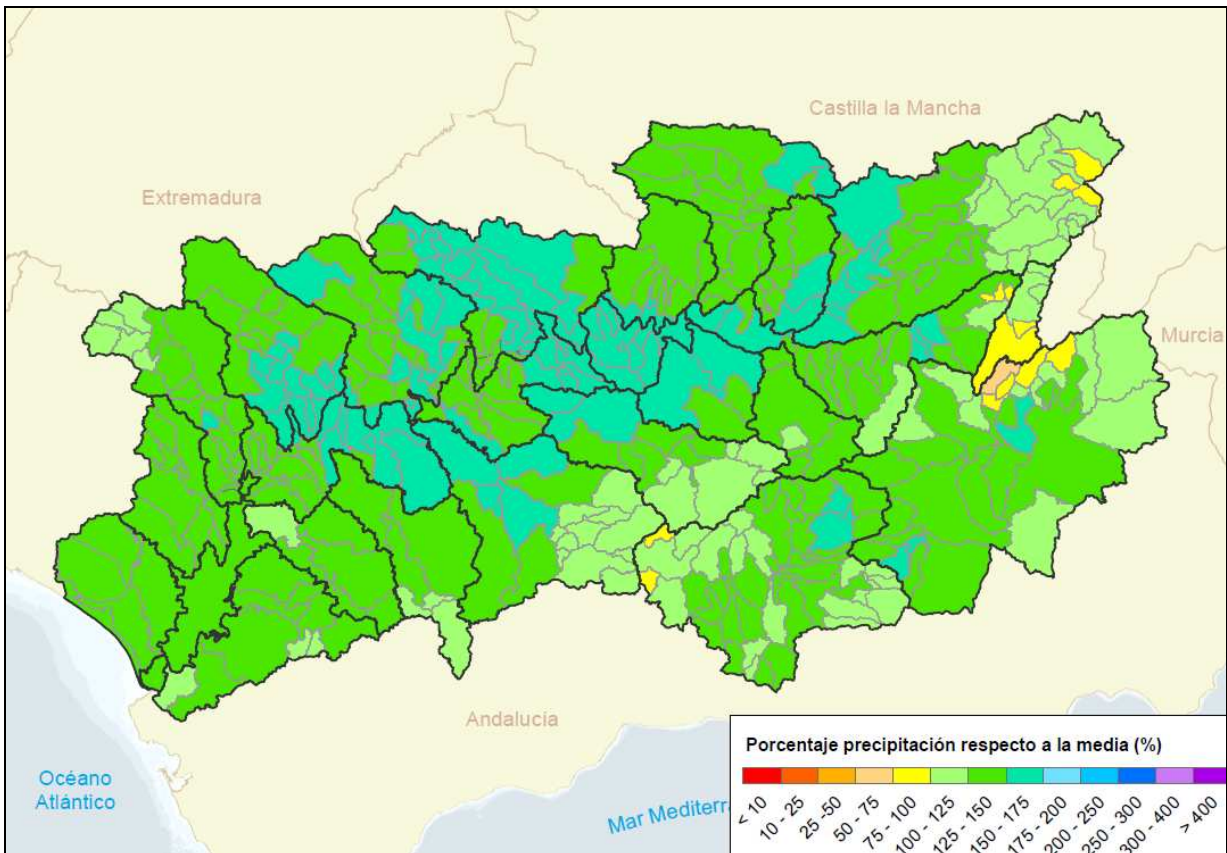 Castilla la Mancha
Extremadura
Murcia
Andalucía
Océano
Atlántico
Mar Mediterr
Porcentaje precipitación respecto a la media (%)
< 10
10 - 25
25 -50
50 - 75
75 - 100
100 - 125
125 - 150
150 - 175
175 - 200
200 - 250
250 - 300
300 - 400
> 400